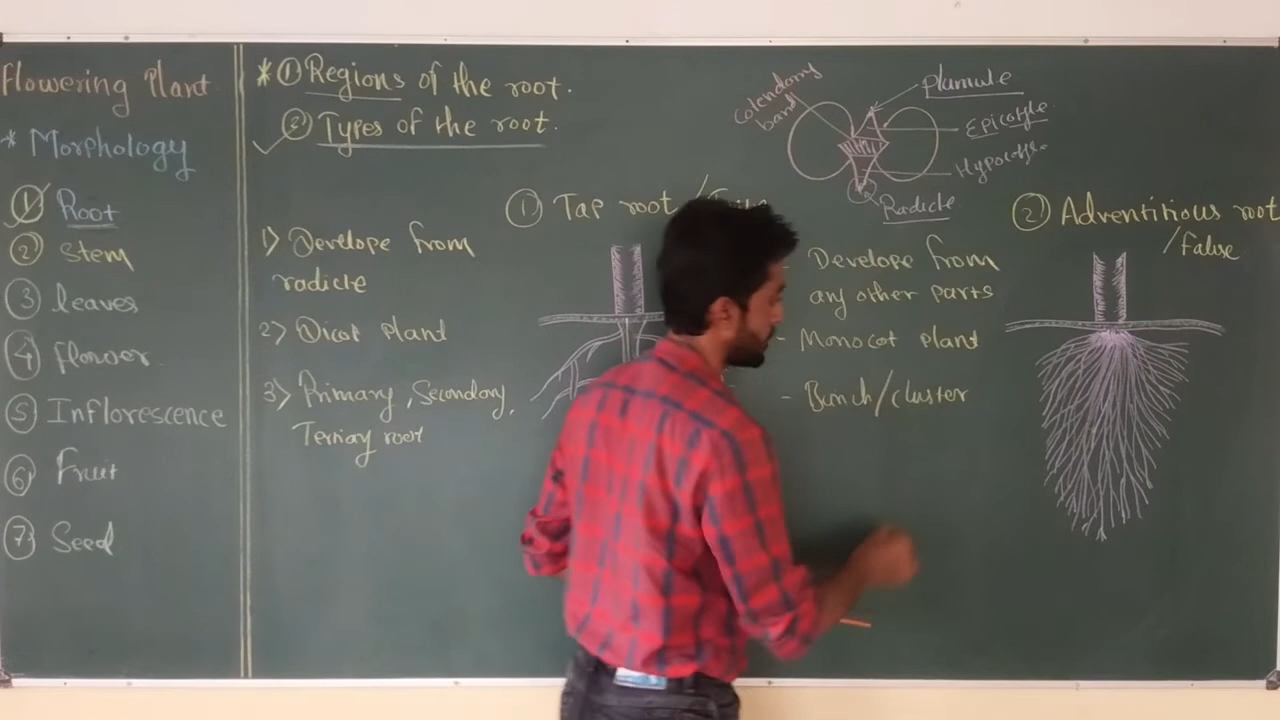 Flowering Plant
* Morphology
① Root
② Stem
③ leaves
④ flower
⑤ Inflorescence
⑥ Fruit
⑦ Seed
* ① Regions of the root.
② Types of the root.
① Tap root /
1) Develope from
radicle
2) Dicot plant
3) Primary, Secondary,
Ternary root
band
Plumule
Epicotyle
Hypocotyle
Radicle
- Develope from
any other parts
- Monocot plant
- Bunch/cluster
② Adventitious root
/false